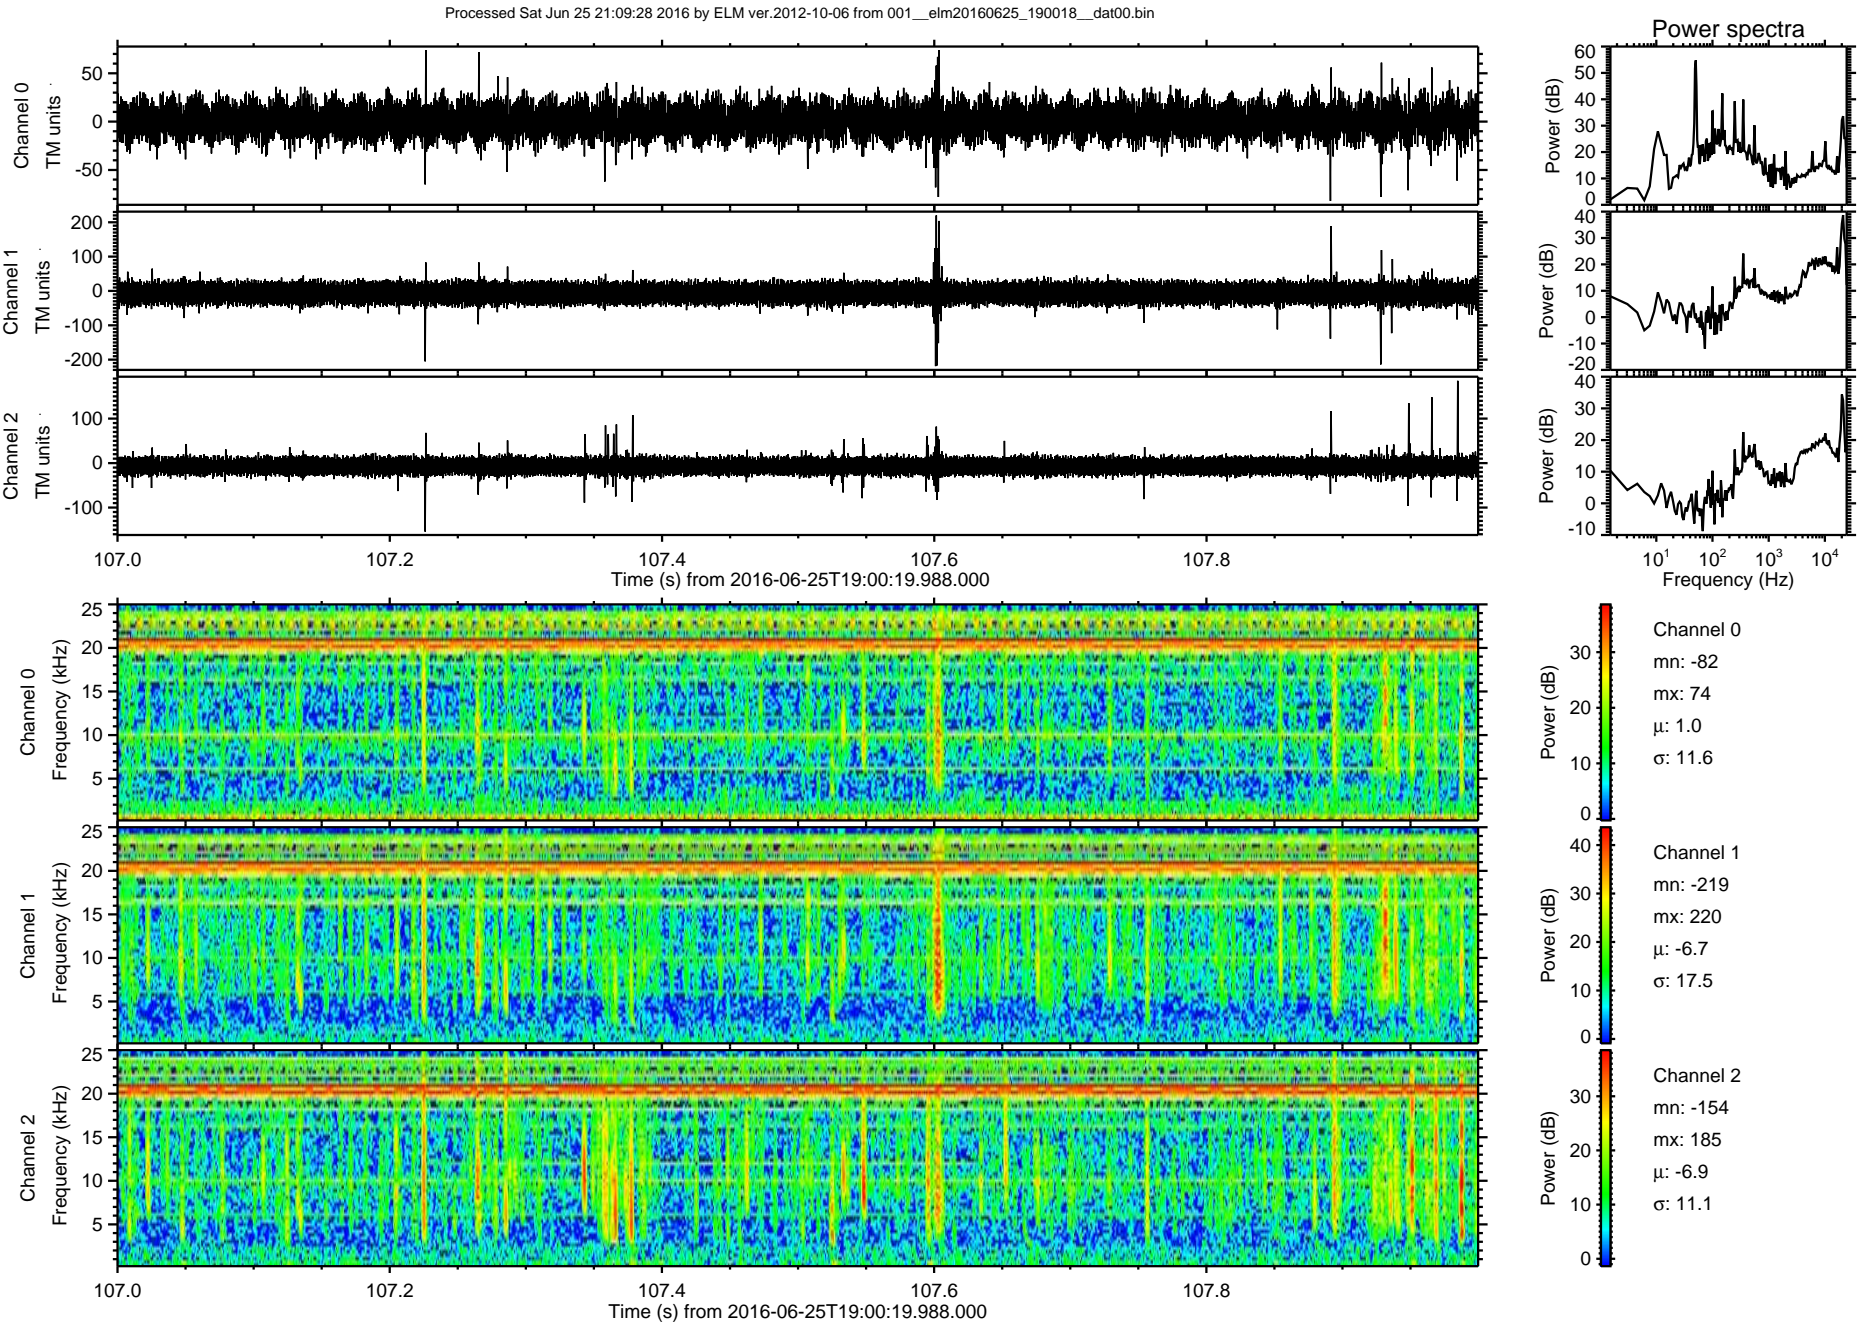 Processed Sat Jun 25 21:09:28 2016 by ELM ver.2012-10-06 from 001__elm20160625_190018__dat00.bin
Power spectra
Channel 0
TM units
50
0
-50
Power (dB)
60
50
40
30
20
10
0
Channel 1
TM units
200
100
0
-100
-200
Power (dB)
40
30
20
10
0
-10
-20
Channel 2
TM units
100
0
-100
Power (dB)
40
30
20
10
0
-10
107.0 107.2 107.4 107.6 107.8
Time (s) from 2016-06-25T19:00:19.988.000
10^1 10^2 10^3 10^4
Frequency (Hz)
Channel 0
Frequency (kHz)
25
20
15
10
5
Power (dB)
30
20
10
0
Channel 0
mn: -82
mx: 74
μ: 1.0
σ: 11.6
Channel 1
Frequency (kHz)
25
20
15
10
5
Power (dB)
40
30
20
10
0
Channel 1
mn: -219
mx: 220
μ: -6.7
σ: 17.5
Channel 2
Frequency (kHz)
25
20
15
10
5
Power (dB)
30
20
10
0
Channel 2
mn: -154
mx: 185
μ: -6.9
σ: 11.1
107.0 107.2 107.4 107.6 107.8
Time (s) from 2016-06-25T19:00:19.988.000